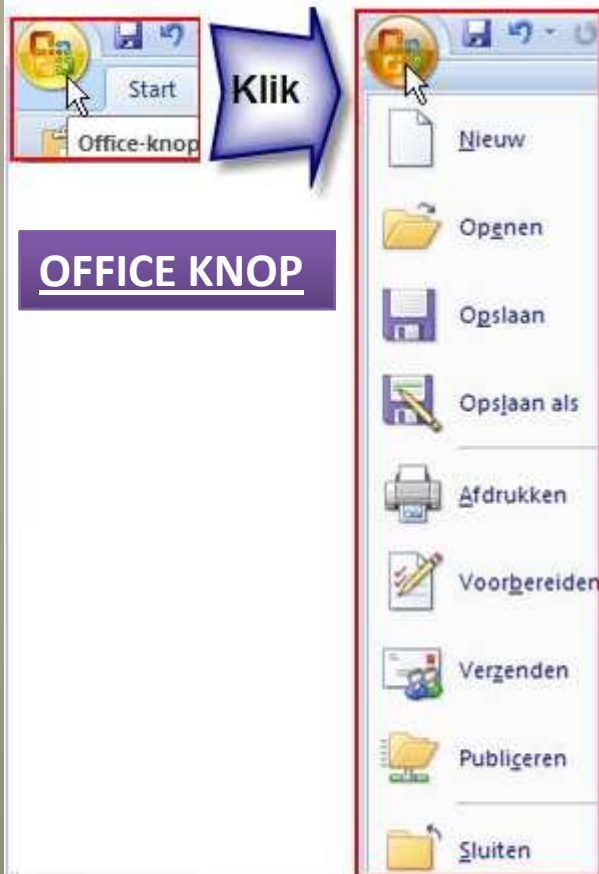 Start
Office-knop
Klik
OFFICE KNOP
Nieuw
Openen
Opslaan
Opslaan als
Afdrukken
Voorbereiden
Verzenden
Publiceren
Sluiten